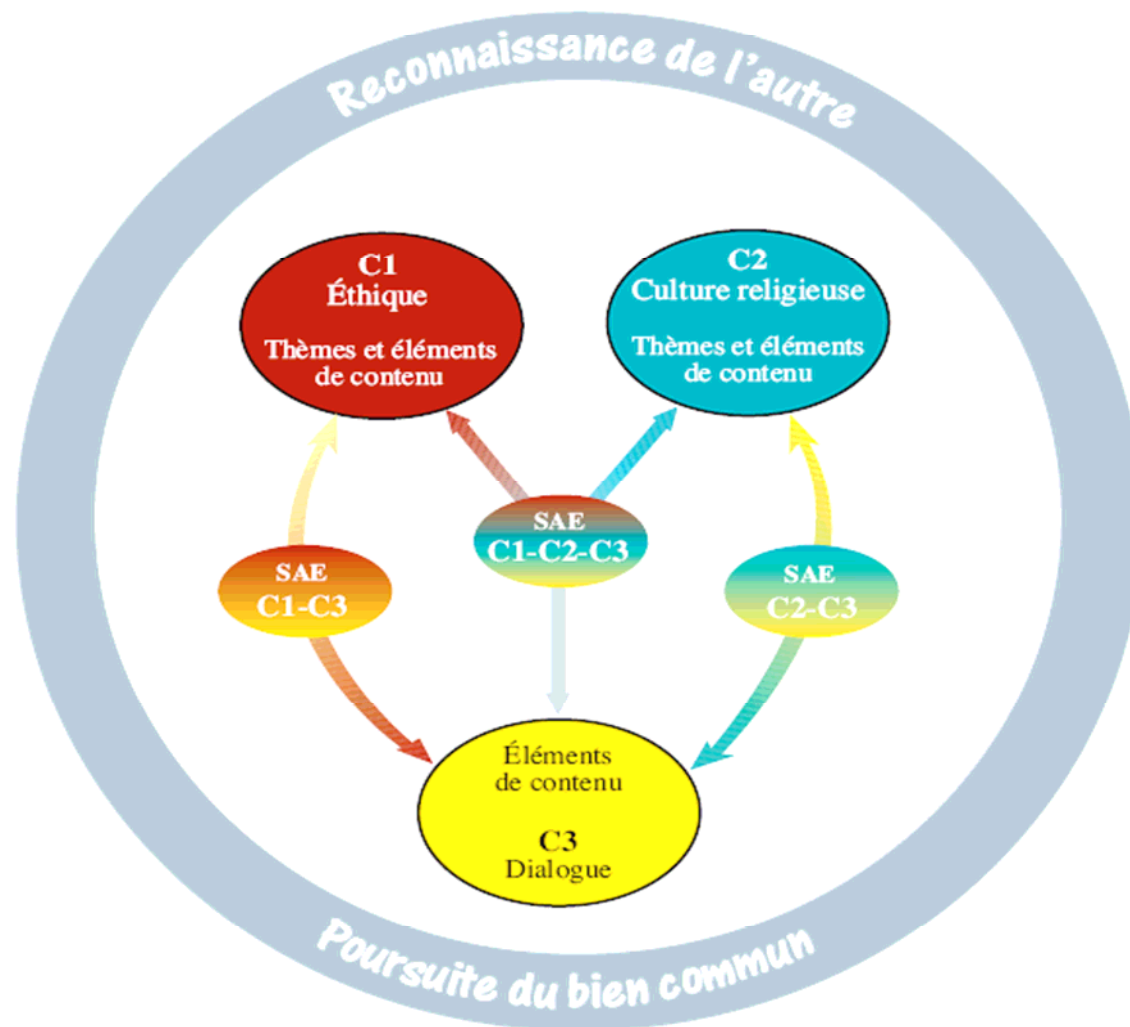 Reconnaissance de l'autre
C1
Éthique
Thèmes et éléments
de contenu
C2
Culture religieuse
Thèmes et éléments
de contenu
SAE
C1-C3
SAE
C1-C2-C3
SAE
C2-C3
Éléments
de contenu
C3
Dialogue
Poursuite du bien commun